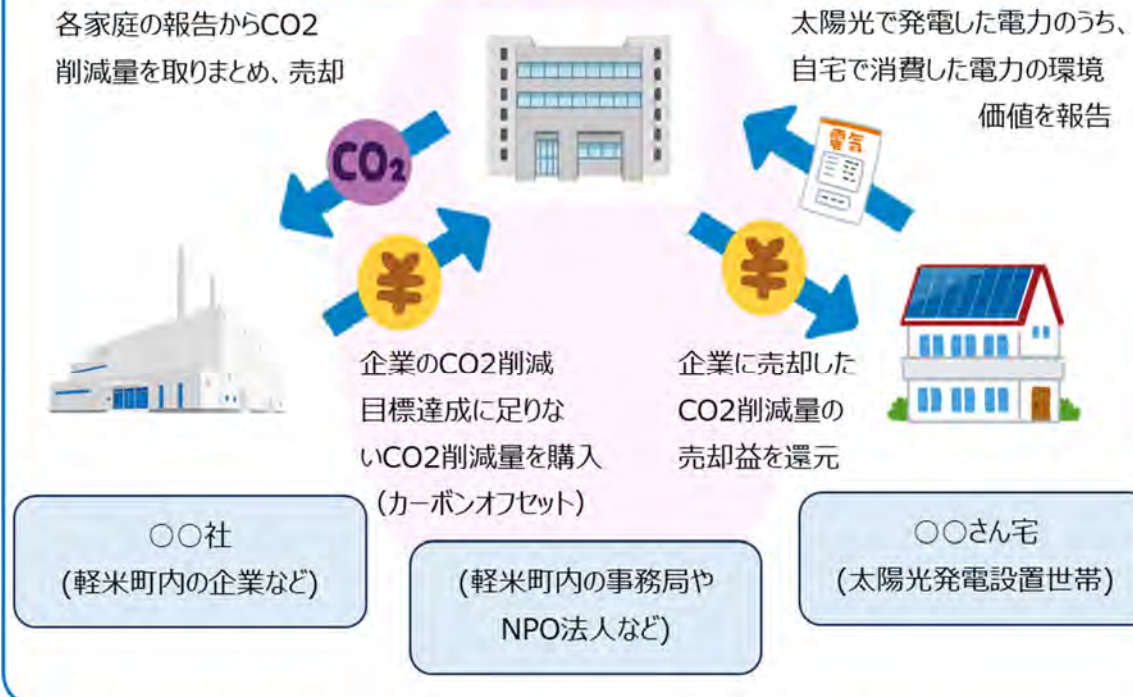 各家庭の報告からCO2
削減量を取りまとめ、売却
太陽光で発電した電力のうち、
自宅で消費した電力の環境
価値を報告
電気
CO2
¥
¥
企業のCO2削減
目標達成に足りな
いCO2削減量を購入
（カーボンオフセット）
企業に売却した
CO2削減量の
売却益を還元
○○社
(軽米町内の企業など)
(軽米町内の事務局や
NPO法人など)
○○さん宅
(太陽光発電設置世帯)